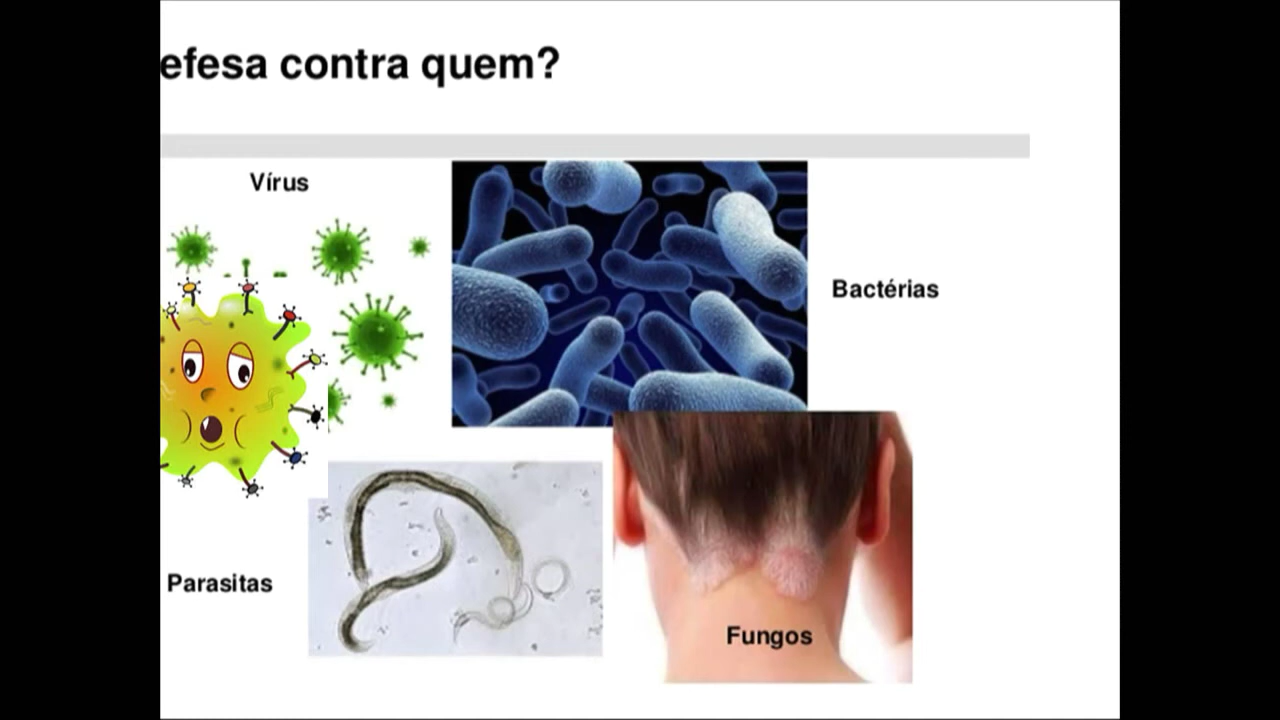 efesa contra quem?
Vírus
Bactérias
Parasitas
Fungos